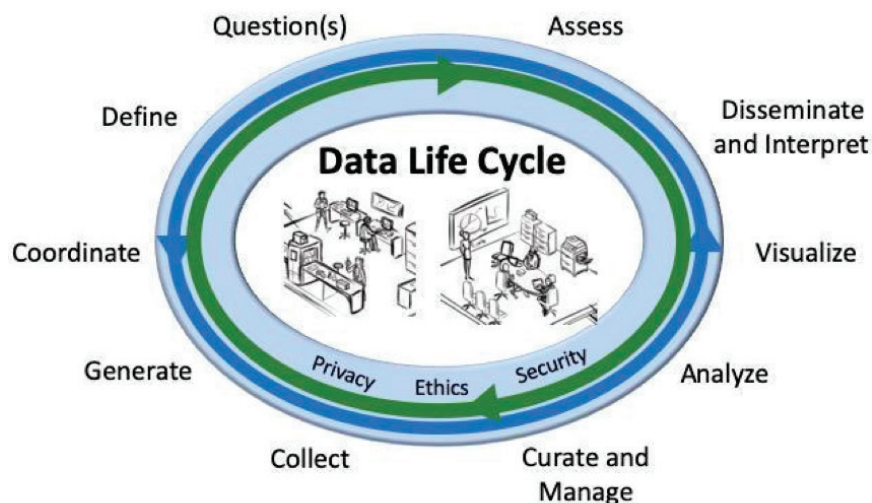 Question(s)
Assess
Define
Disseminate
and Interpret
Data Life Cycle
Coordinate
Visualize
Generate
Privacy
Ethics
Security
Analyze
Collect
Curate and
Manage